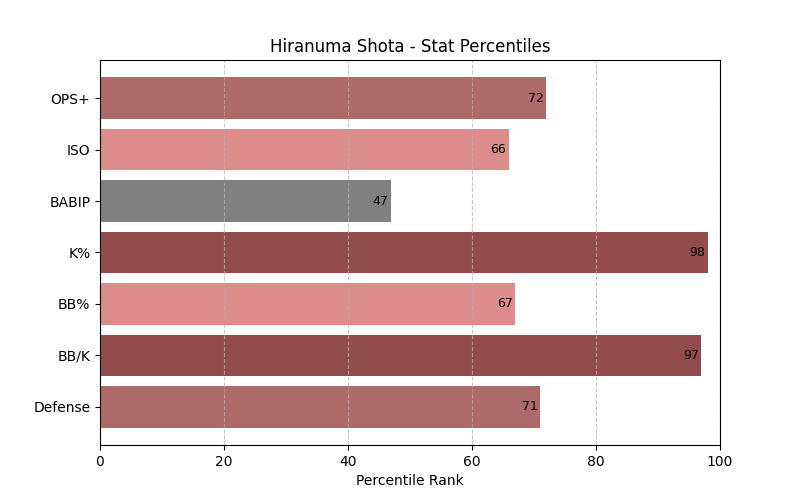 Hiranuma Shota - Stat Percentiles
OPS+ 72
ISO 66
BABIP 47
K% 98
BB% 67
BB/K 97
Defense 71
0 20 40 60 80 100
Percentile Rank